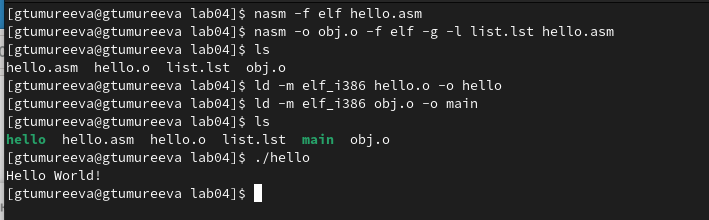 [gtumureeva@gtumureeva lab04]$ nasm -f elf hello.asm
[gtumureeva@gtumureeva lab04]$ nasm -o obj.o -f elf -g -l list.lst hello.asm
[gtumureeva@gtumureeva lab04]$ ls
hello.asm  hello.o  list.lst  obj.o
[gtumureeva@gtumureeva lab04]$ ld -m elf_i386 hello.o -o hello
[gtumureeva@gtumureeva lab04]$ ld -m elf_i386 obj.o -o main
[gtumureeva@gtumureeva lab04]$ ls
hello  hello.asm  hello.o  list.lst  main  obj.o
[gtumureeva@gtumureeva lab04]$ ./hello
Hello World!
[gtumureeva@gtumureeva lab04]$